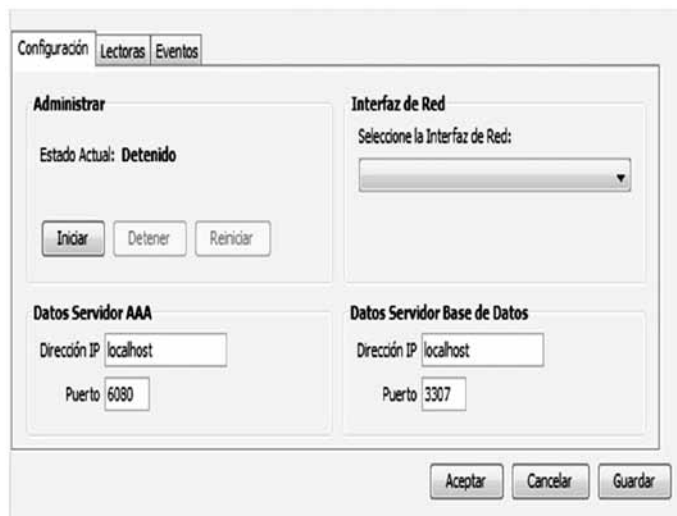 Configuración Lectoras Eventos
Administrar
Estado Actual: Detenido
Iniciar Detener Reiniciar
Interfaz de Red
Seleccione la Interfaz de Red:
Datos Servidor AAA
Dirección IP localhost
Puerto 6080
Datos Servidor Base de Datos
Dirección IP localhost
Puerto 3307
Aceptar Cancelar Guardar